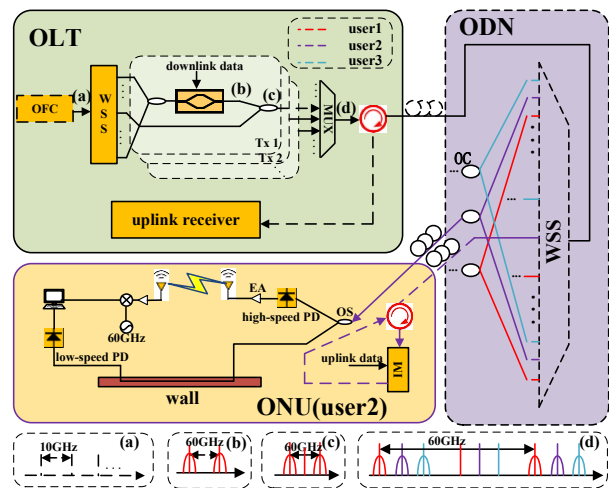 OLT
downlink data
user1
user2
user3
ODN
OFC
(a)
WSS
(b)
(c)
(d)
MUX
Tx 1
Tx 2
uplink receiver
OC
WSS
EA
high-speed PD
OS
60GHz
low-speed PD
uplink data
IM
wall
ONU(user2)
10GHz
(a)
60GHz
(b)
60GHz
(c)
60GHz
(d)